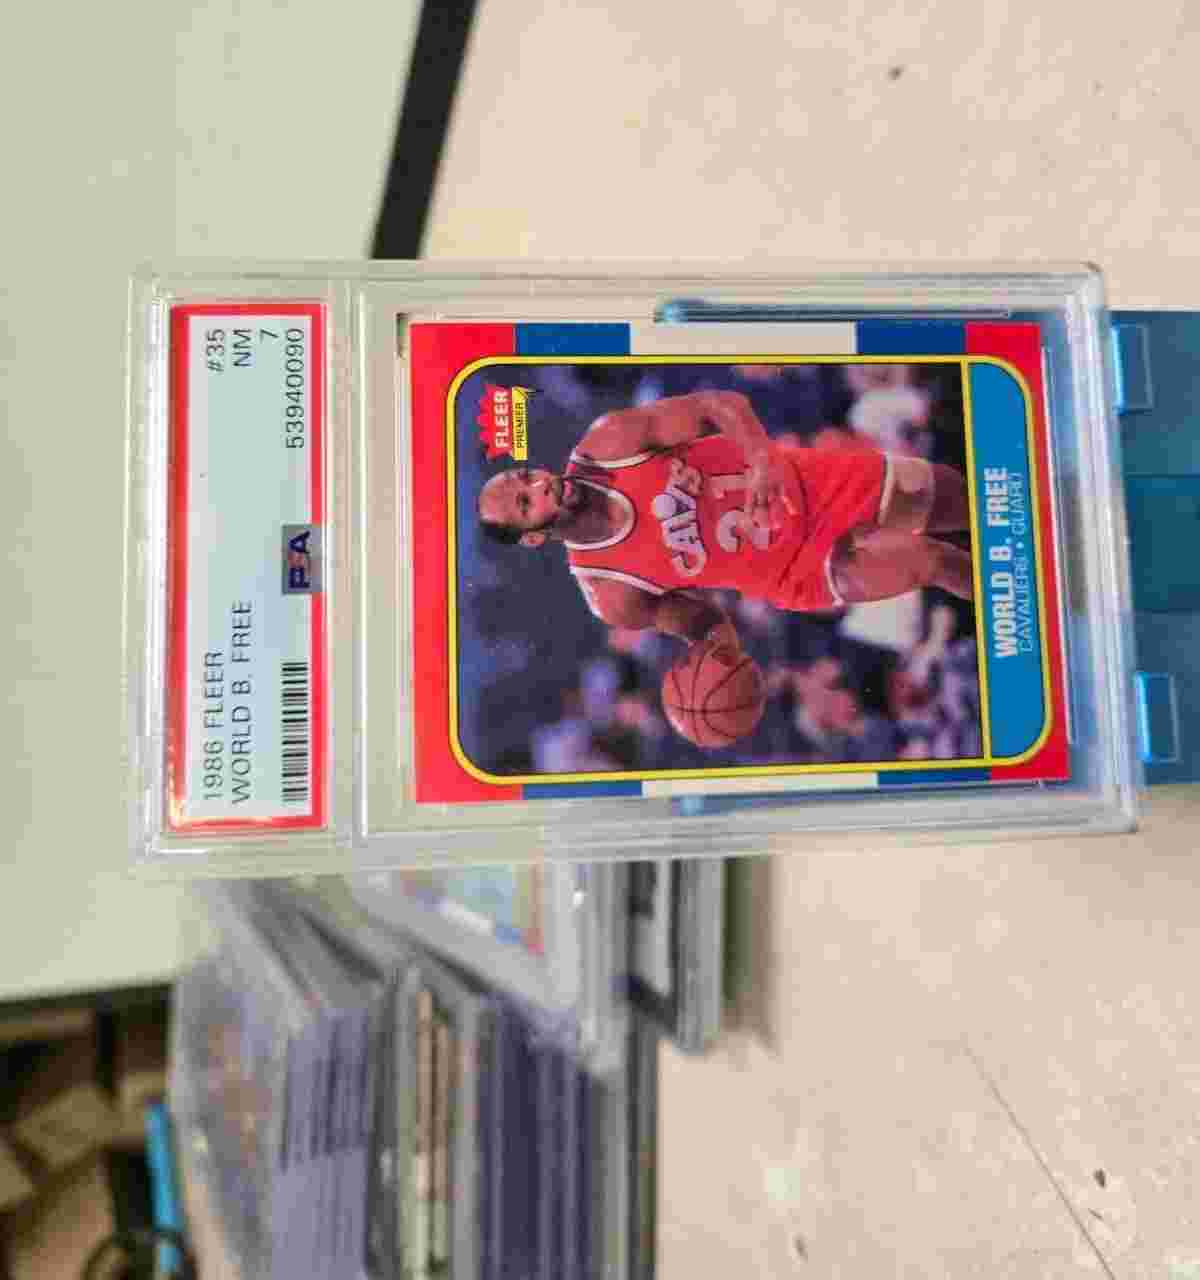 1986 FLEER #35
WORLD B. FREE NM
7
PSA 53940090
FLEER
PREMIER
CAVS
21
WORLD B. FREE
CAVALIERS • GUARD